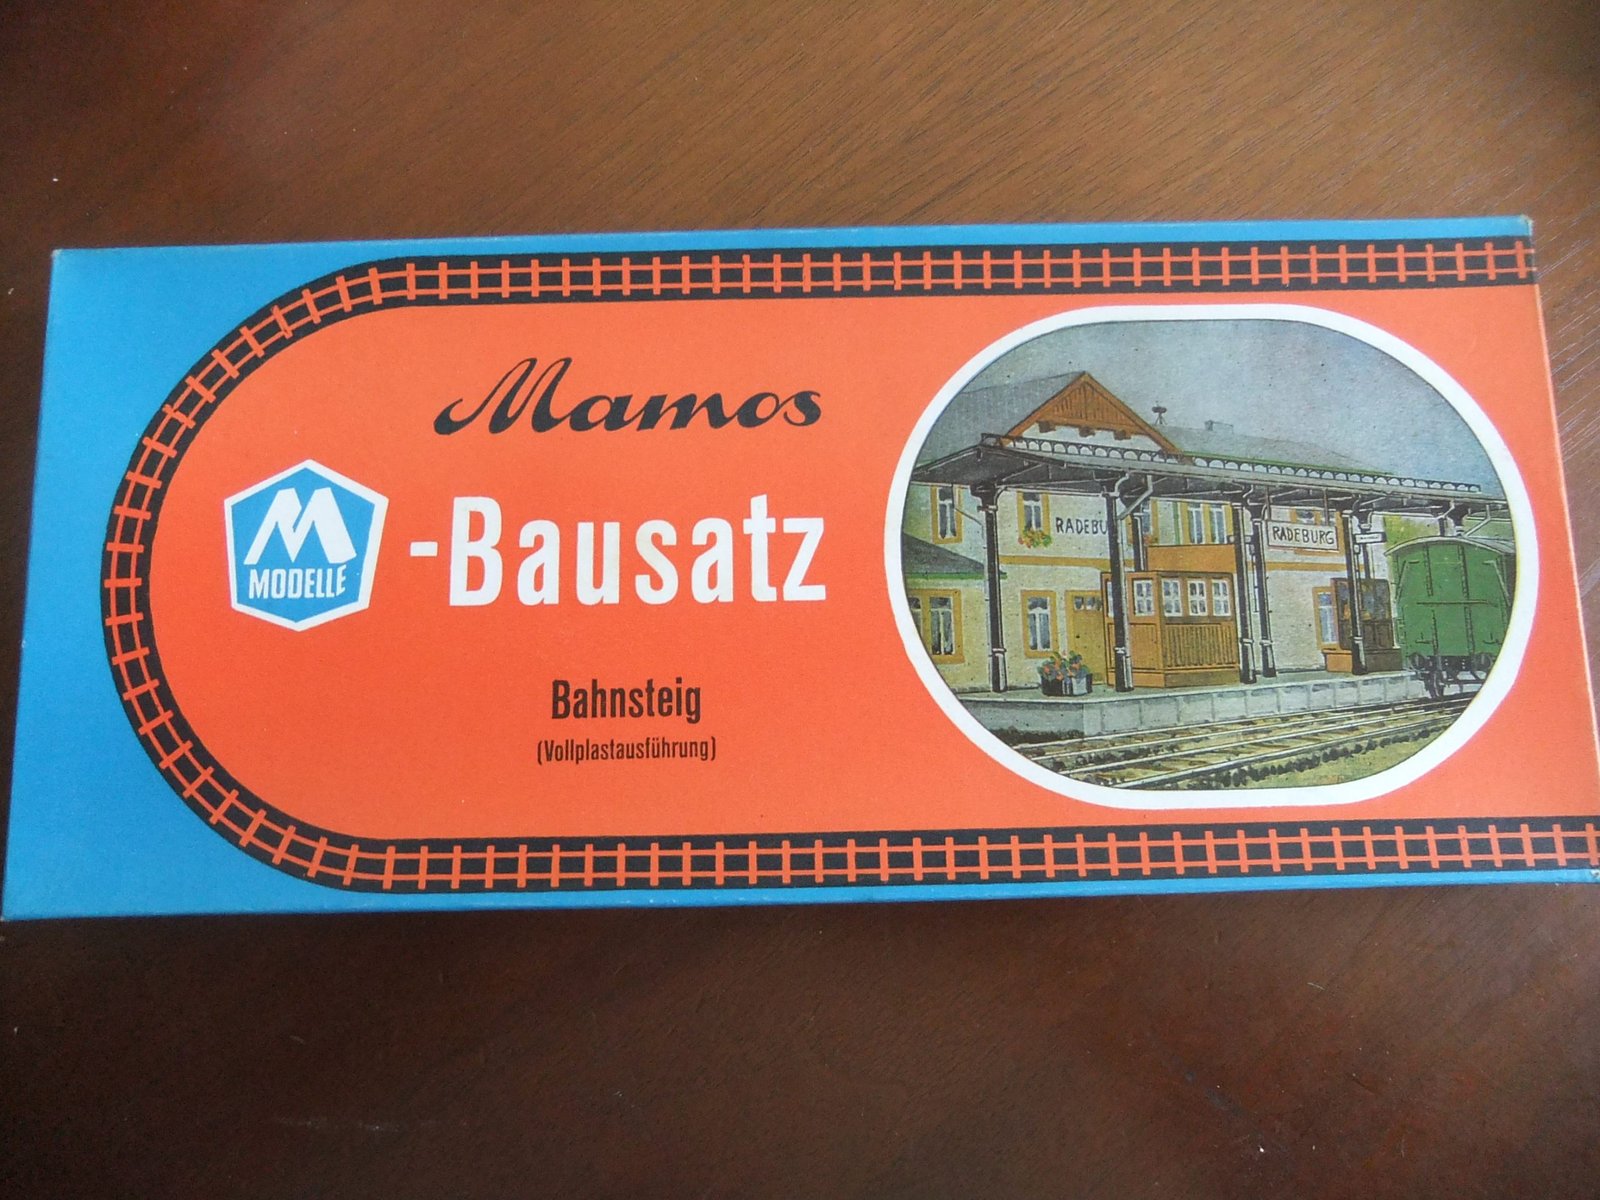 Mamos
M
MODELLE
-Bausatz
Bahnsteig
(Vollplastausführung)
RADEBU
RADEBURG